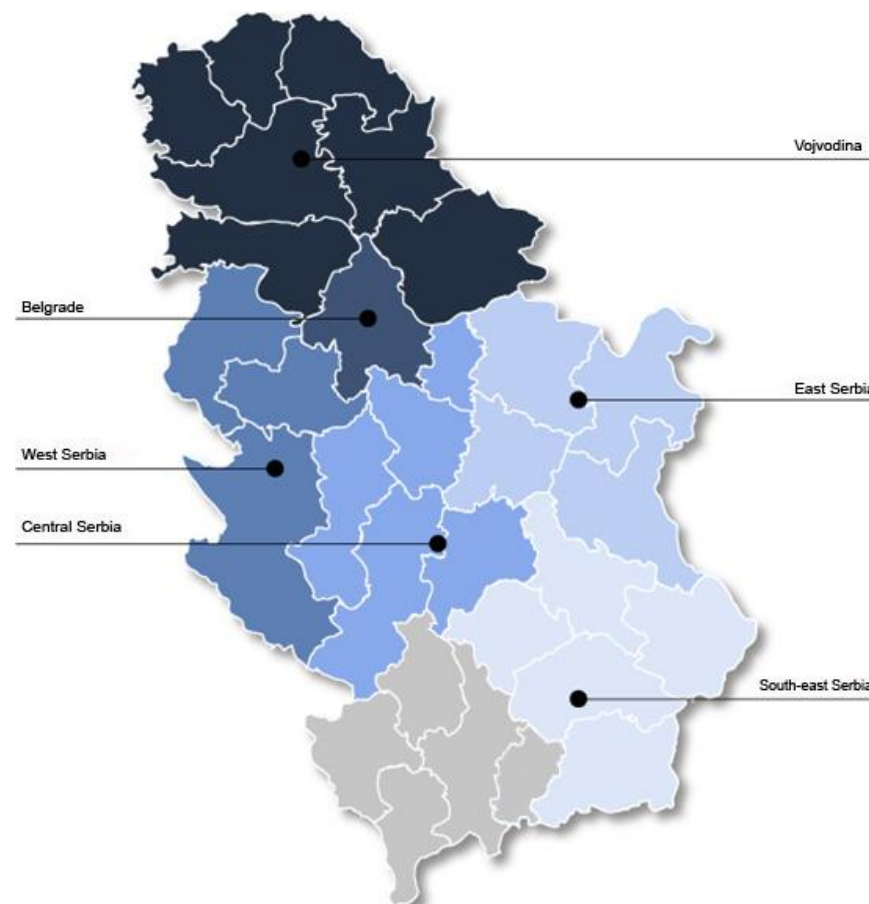 Vojvodina
Belgrade
East Serbia
West Serbia
Central Serbia
South-east Serbia